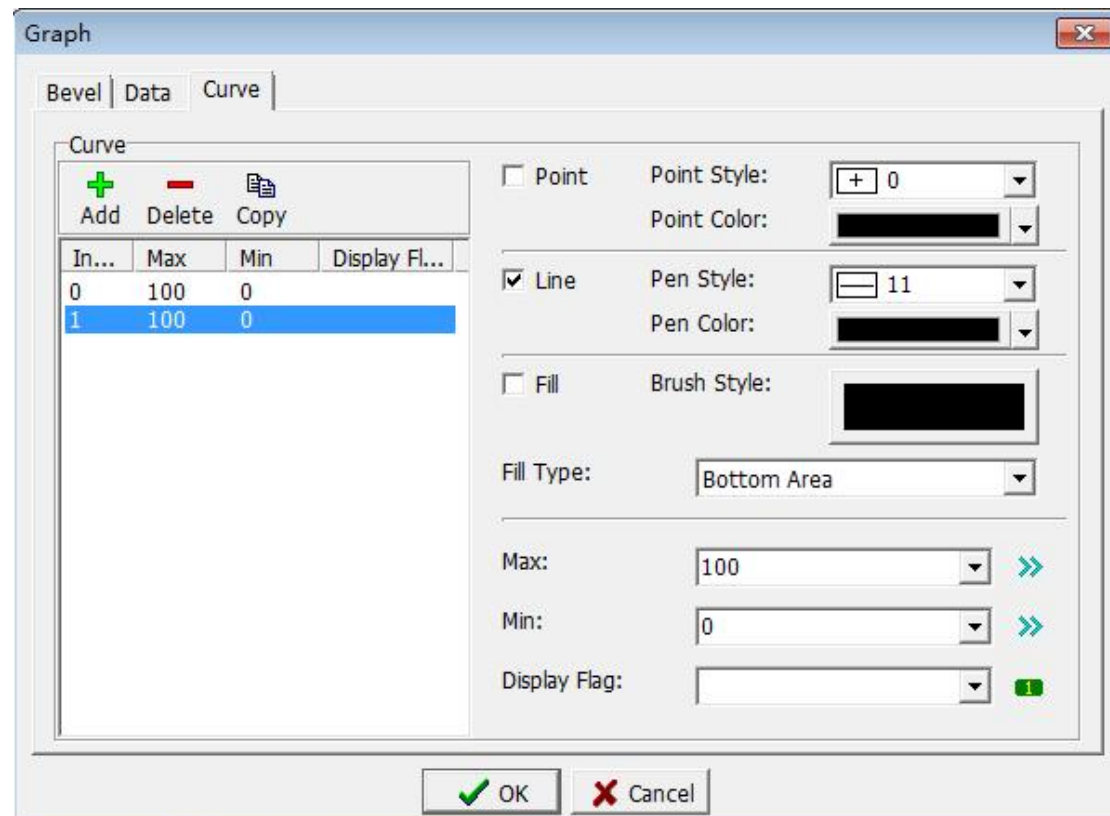 Graph
Bevel Data Curve
Curve
Add Delete Copy
In... Max Min Display Fl...
0 100 0
1 100 0
Point Point Style: + 0
Point Color:
Line Pen Style: 11
Pen Color:
Fill Brush Style:
Fill Type: Bottom Area
Max: 100
Min: 0
Display Flag: 1
OK Cancel